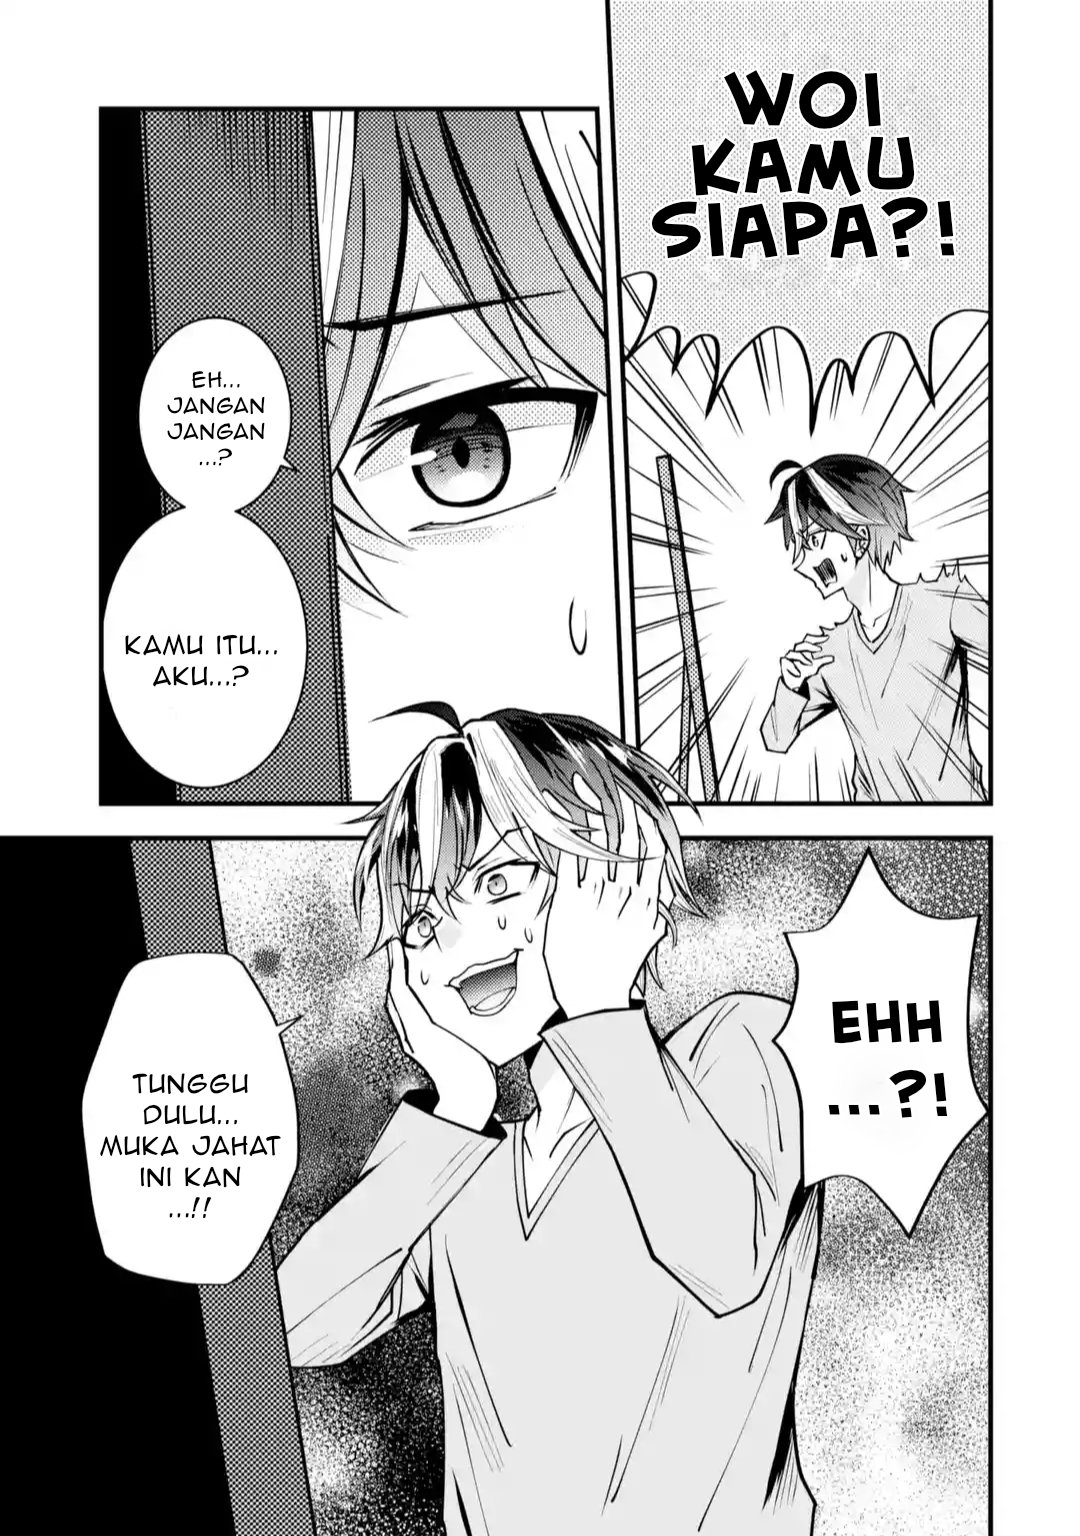 WOI
KAMU
SIAPA?!
EH...
JANGAN
JANGAN
...?
KAMU ITU...
AKU...?
EHH
...?!
TUNGGU
DULU...
MUKA JAHAT
INI KAN
...!!